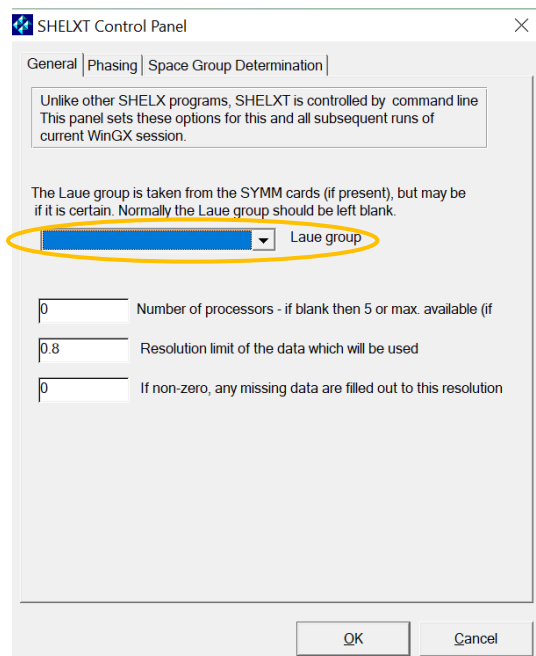 SHELXT Control Panel
General Phasing Space Group Determination
Unlike other SHELX programs, SHELXT is controlled by command line
This panel sets these options for this and all subsequent runs of
current WinGX session.
The Laue group is taken from the SYMM cards (if present), but may be
if it is certain. Normally the Laue group should be left blank.
Laue group
0 Number of processors - if blank then 5 or max. available (if
0.8 Resolution limit of the data which will be used
0 If non-zero, any missing data are filled out to this resolution
OK Cancel